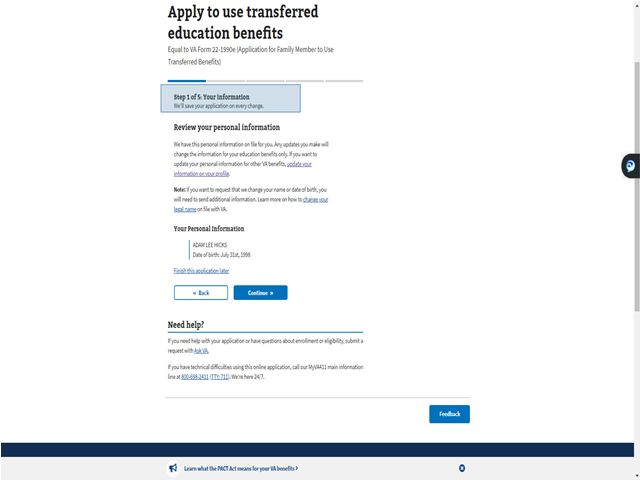 Apply to use transferred
education benefits
Equal to VA Form 22-1990e (Application for Family Member to Use
Transferred Benefits)
Step 1 of 5: Your Information
We'll save your application on every change.
Review your personal information
We have this personal information on file for you. Any updates you make will
change the information for your education benefits only. If you want to
update your personal information for other VA benefits, update your
information on your profile.
Note: If you want to request that we change your name or date of birth, you
will need to send additional information. Learn more on how to change your
legal name on file with VA.
Your Personal Information
ADAM LEE HICKS
Date of birth: July 31st, 1998
Finish this application later
« Back
Continue »
Need help?
If you need help with your application or have questions about enrollment or eligibility, submit a
request with Ask VA.
If you have technical difficulties using this online application, call our MyVA411 main information
line at 800-698-2411 (TTY: 711). We're here 24/7.
Feedback
Learn what the PACT Act means for your VA benefits >